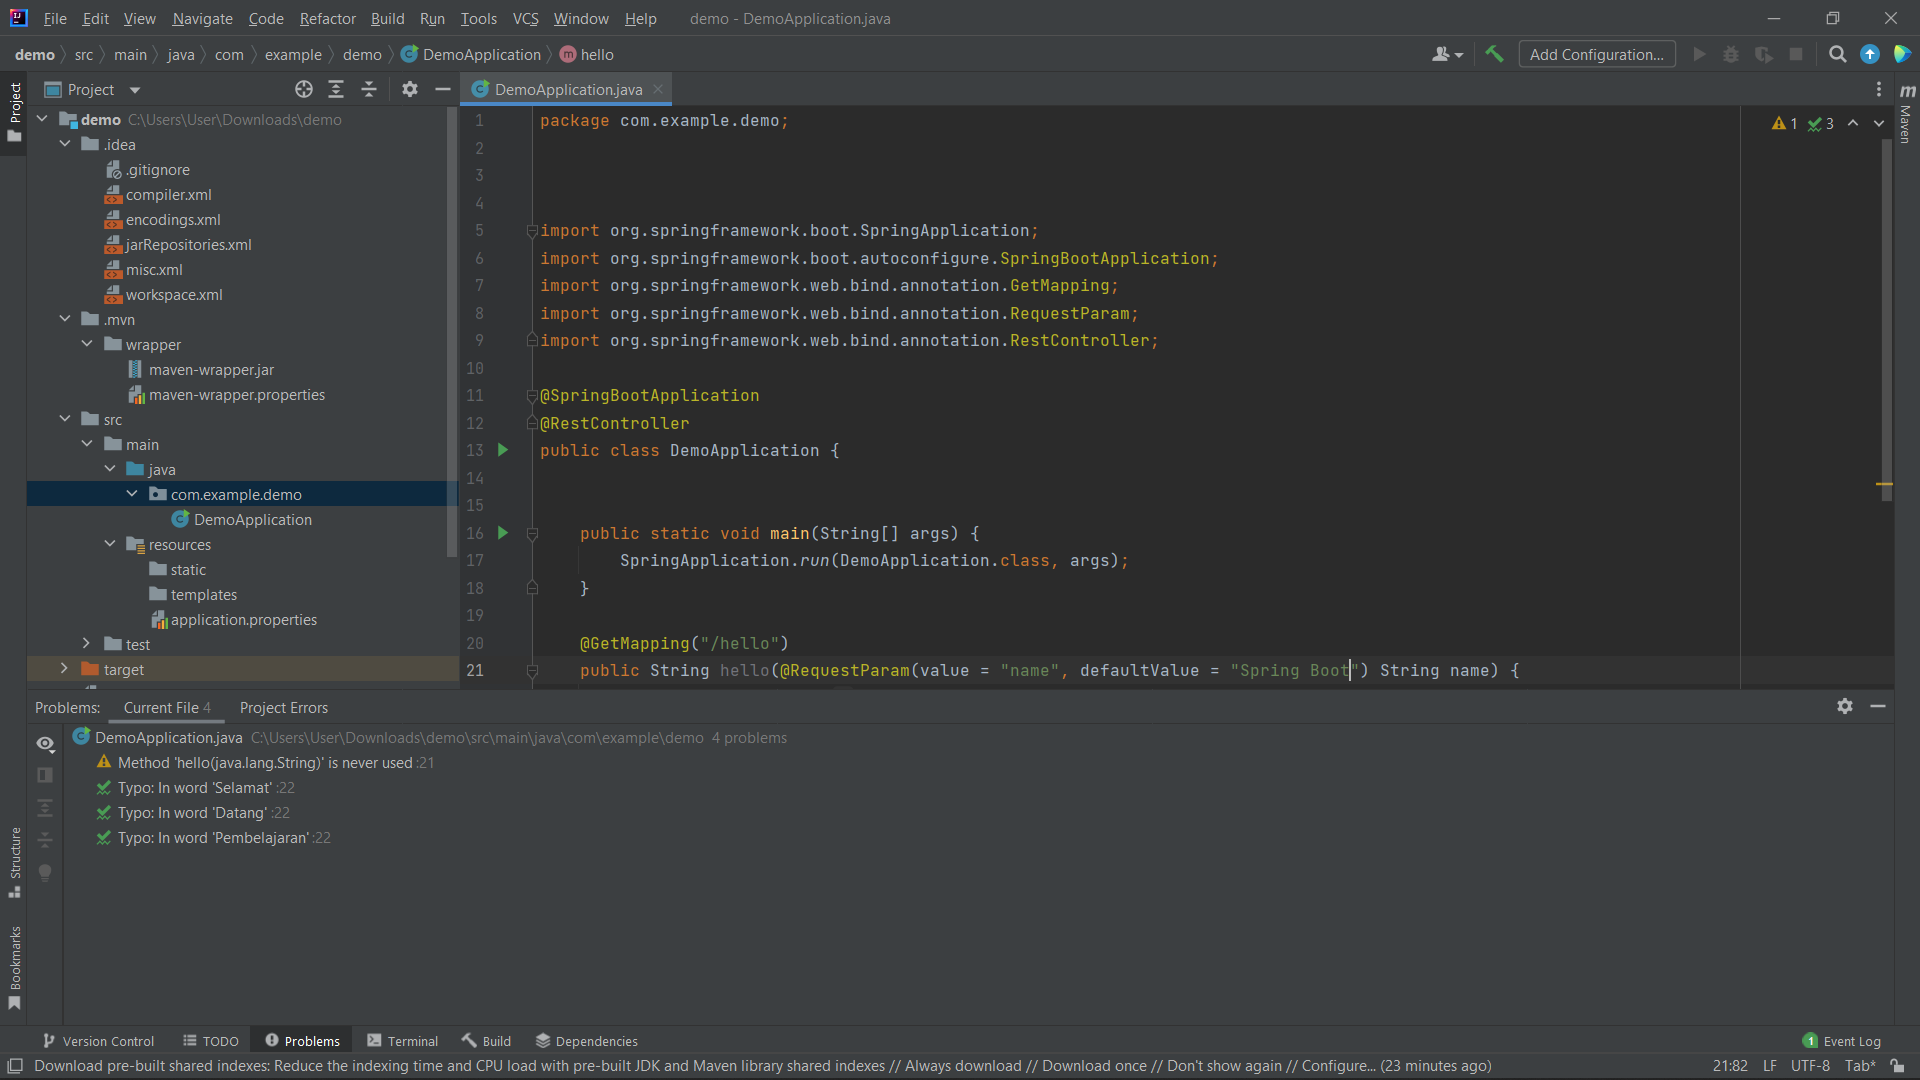 File Edit View Navigate Code Refactor Build Run Tools VCS Window Help demo - DemoApplication.java
demo src main java com example demo DemoApplication m hello Add Configuration...
Project
Project
DemoApplication.java
m Maven
demo C:\Users\User\Downloads\demo
.idea
.gitignore
compiler.xml
encodings.xml
jarRepositories.xml
misc.xml
workspace.xml
.mvn
wrapper
maven-wrapper.jar
maven-wrapper.properties
src
main
java
com.example.demo
DemoApplication
resources
static
templates
application.properties
test
target
1 3
1 package com.example.demo;
2
3
4
5 import org.springframework.boot.SpringApplication;
6 import org.springframework.boot.autoconfigure.SpringBootApplication;
7 import org.springframework.web.bind.annotation.GetMapping;
8 import org.springframework.web.bind.annotation.RequestParam;
9 import org.springframework.web.bind.annotation.RestController;
10
11 @SpringBootApplication
12 @RestController
13 public class DemoApplication {
14
15
16 public static void main(String[] args) {
17 SpringApplication.run(DemoApplication.class, args);
18 }
19
20 @GetMapping("/hello")
21 public String hello(@RequestParam(value = "name", defaultValue = "Spring Boot") String name) {
Problems: Current File 4 Project Errors
DemoApplication.java C:\Users\User\Downloads\demo\src\main\java\com\example\demo 4 problems
Method 'hello(java.lang.String)' is never used :21
Typo: In word 'Selamat' :22
Typo: In word 'Datang' :22
Typo: In word 'Pembelajaran' :22
Structure
Bookmarks
Version Control TODO Problems Terminal Build Dependencies 1 Event Log
Download pre-built shared indexes: Reduce the indexing time and CPU load with pre-built JDK and Maven library shared indexes // Always download // Download once // Don't show again // Configure... (23 minutes ago) 21:82 LF UTF-8 Tab*